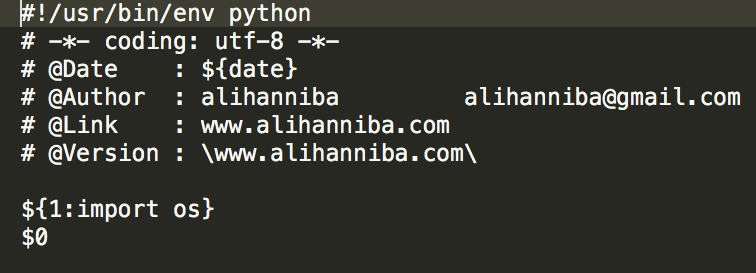 #!/usr/bin/env python
# -*- coding: utf-8 -*-
# @Date    : ${date}
# @Author  : alihanniba         alihanniba@gmail.com
# @Link    : www.alihanniba.com
# @Version : \www.alihanniba.com\
${1:import os}
$0